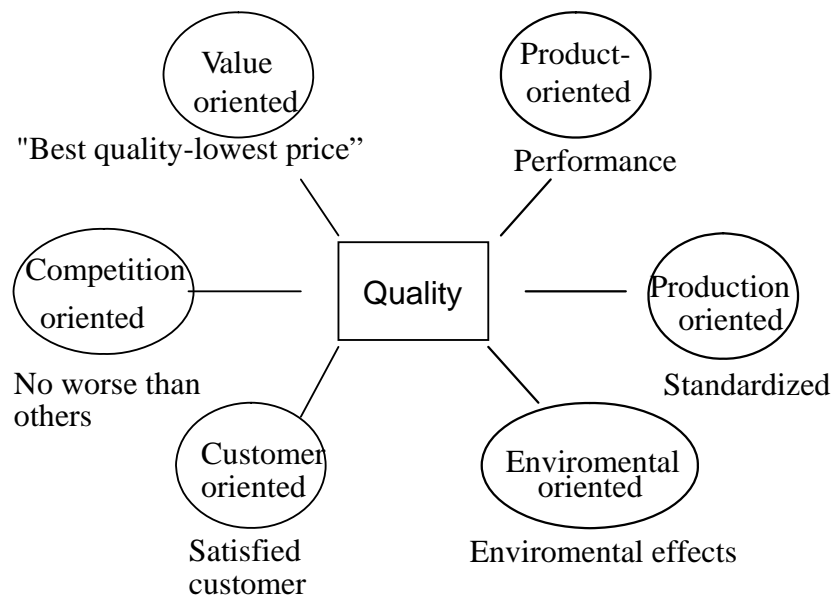 Value
oriented
"Best quality-lowest price”
Product-
oriented
Performance
Competition
oriented
No worse than
others
Quality
Production
oriented
Standardized
Customer
oriented
Satisfied
customer
Enviromental
oriented
Enviromental effects